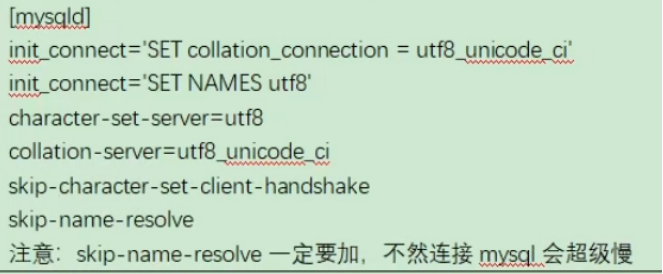 [mysqld]
init_connect='SET collation_connection = utf8_unicode_ci'
init_connect='SET NAMES utf8'
character-set-server=utf8
collation-server=utf8_unicode_ci
skip-character-set-client-handshake
skip-name-resolve
注意：skip-name-resolve 一定要加，不然连接 mysql 会超级慢